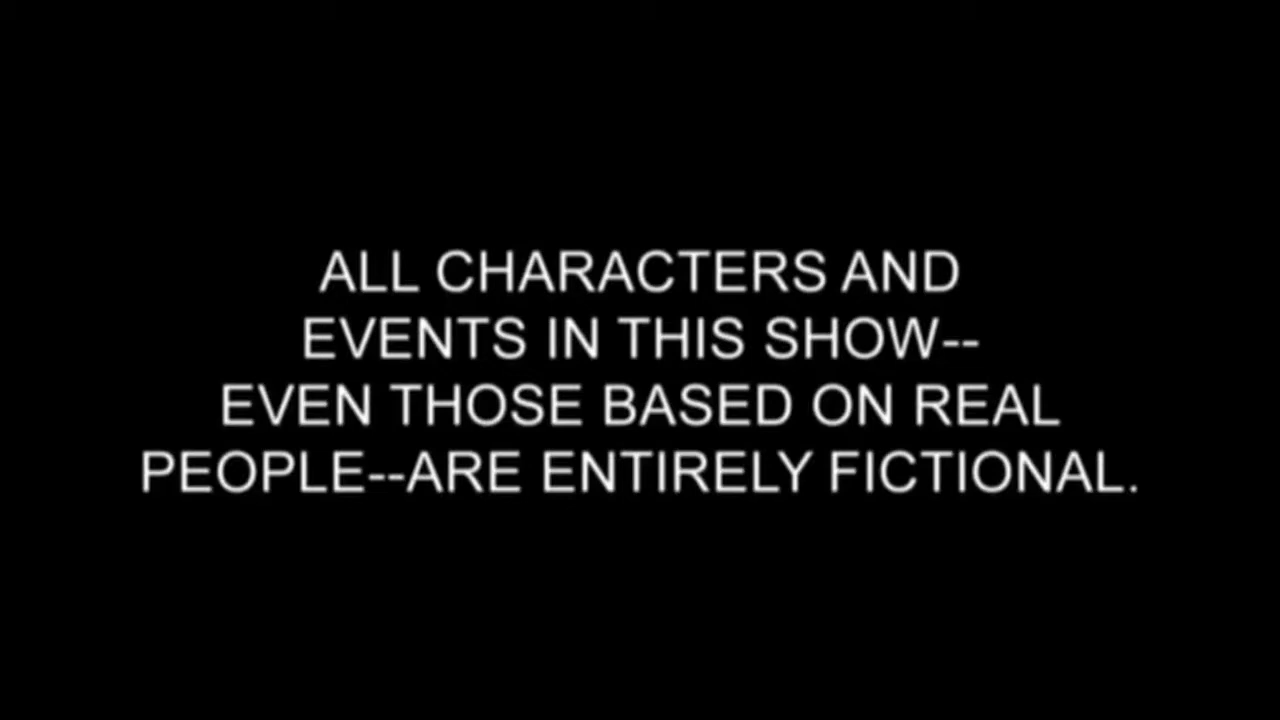 ALL CHARACTERS AND
EVENTS IN THIS SHOW--
EVEN THOSE BASED ON REAL
PEOPLE--ARE ENTIRELY FICTIONAL.